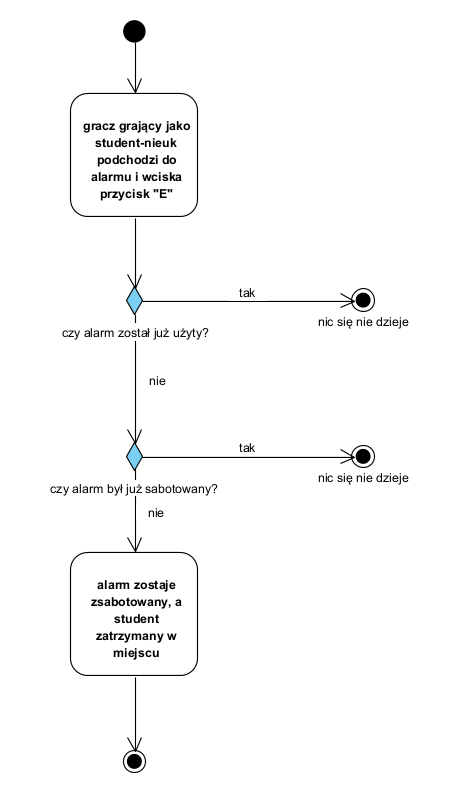 gracz grający jako
student-nieuk
podchodzi do
alarmu i wciska
przycisk "E"
tak
nic się nie dzieje
czy alarm został już użyty?
nie
tak
nic się nie dzieje
czy alarm był już sabotowany?
nie
alarm zostaje
zsabotowany, a
student
zatrzymany w
miejscu